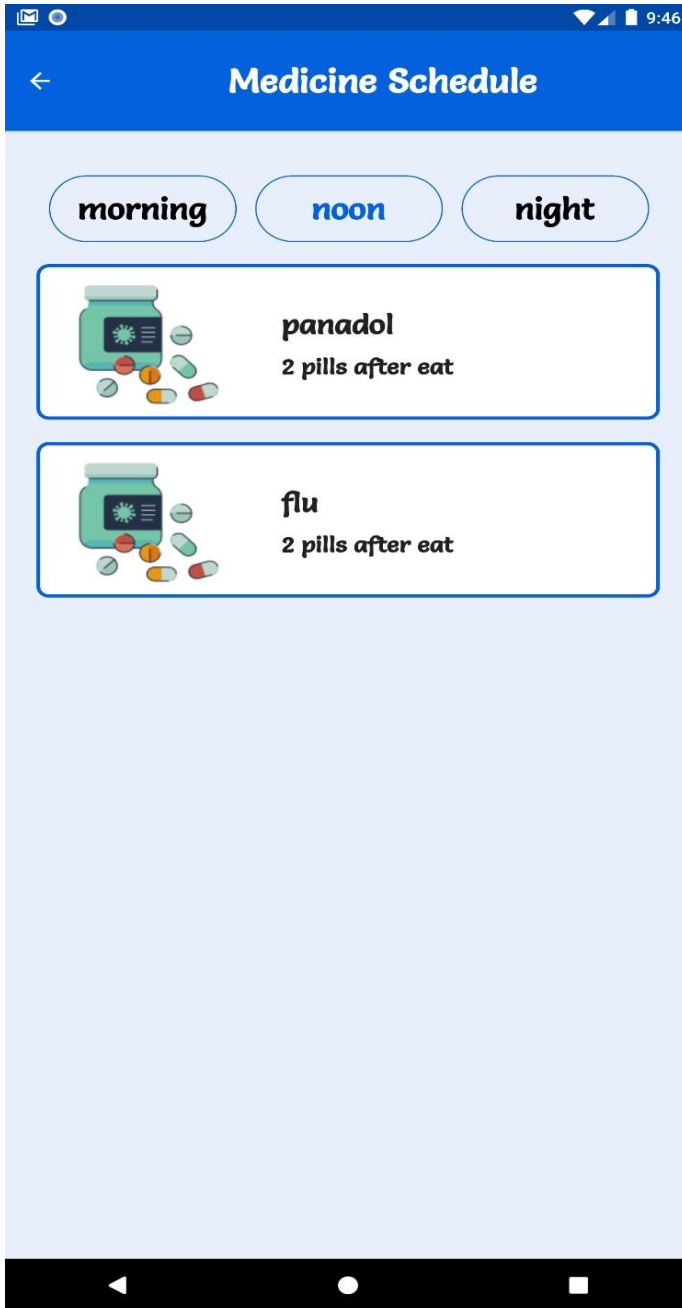 9:46
Medicine Schedule
morning noon night
panadol
2 pills after eat
flu
2 pills after eat